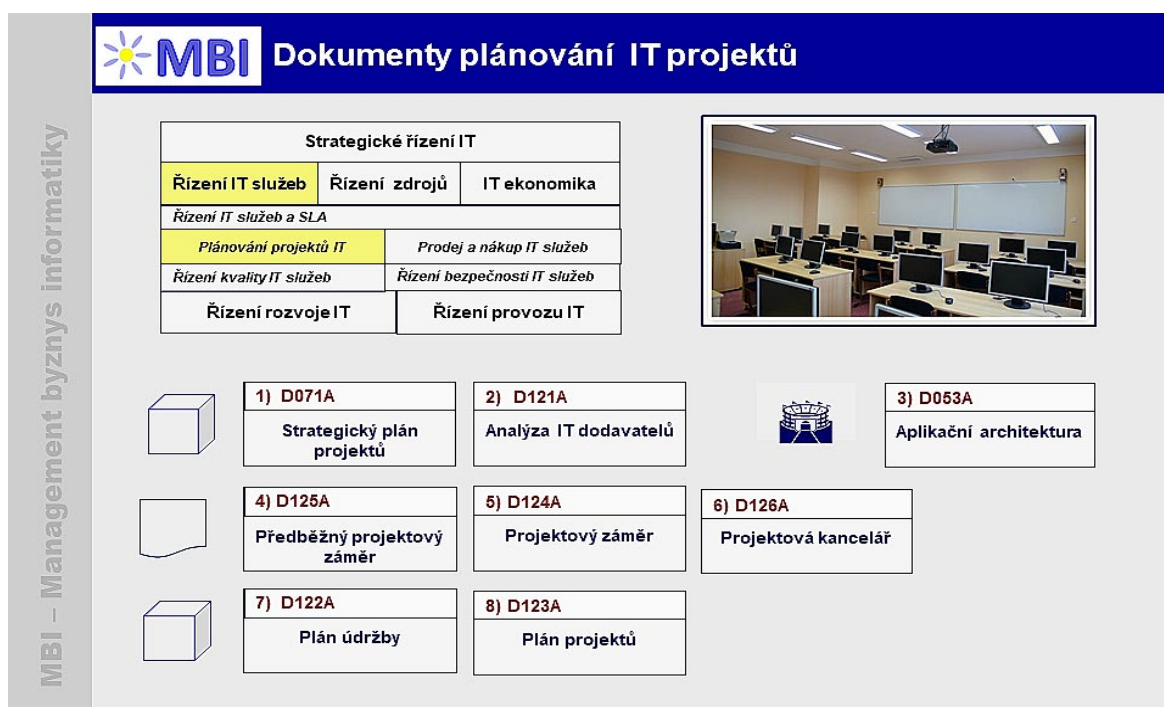 MBI Dokumenty plánování IT projektů
MBI – Management byznys informatiky
Strategické řízení IT
Řízení IT služeb
Řízení zdrojů
IT ekonomika
Řízení IT služeb a SLA
Plánování projektů IT
Prodej a nákup IT služeb
Řízení kvality IT služeb
Řízení bezpečnosti IT služeb
Řízení rozvoje IT
Řízení provozu IT
1) D071A
Strategický plán
projektů
2) D121A
Analýza IT dodavatelů
3) D053A
Aplikační architektura
4) D125A
Předběžný projektový
záměr
5) D124A
Projektový záměr
6) D126A
Projektová kancelář
7) D122A
Plán údržby
8) D123A
Plán projektů